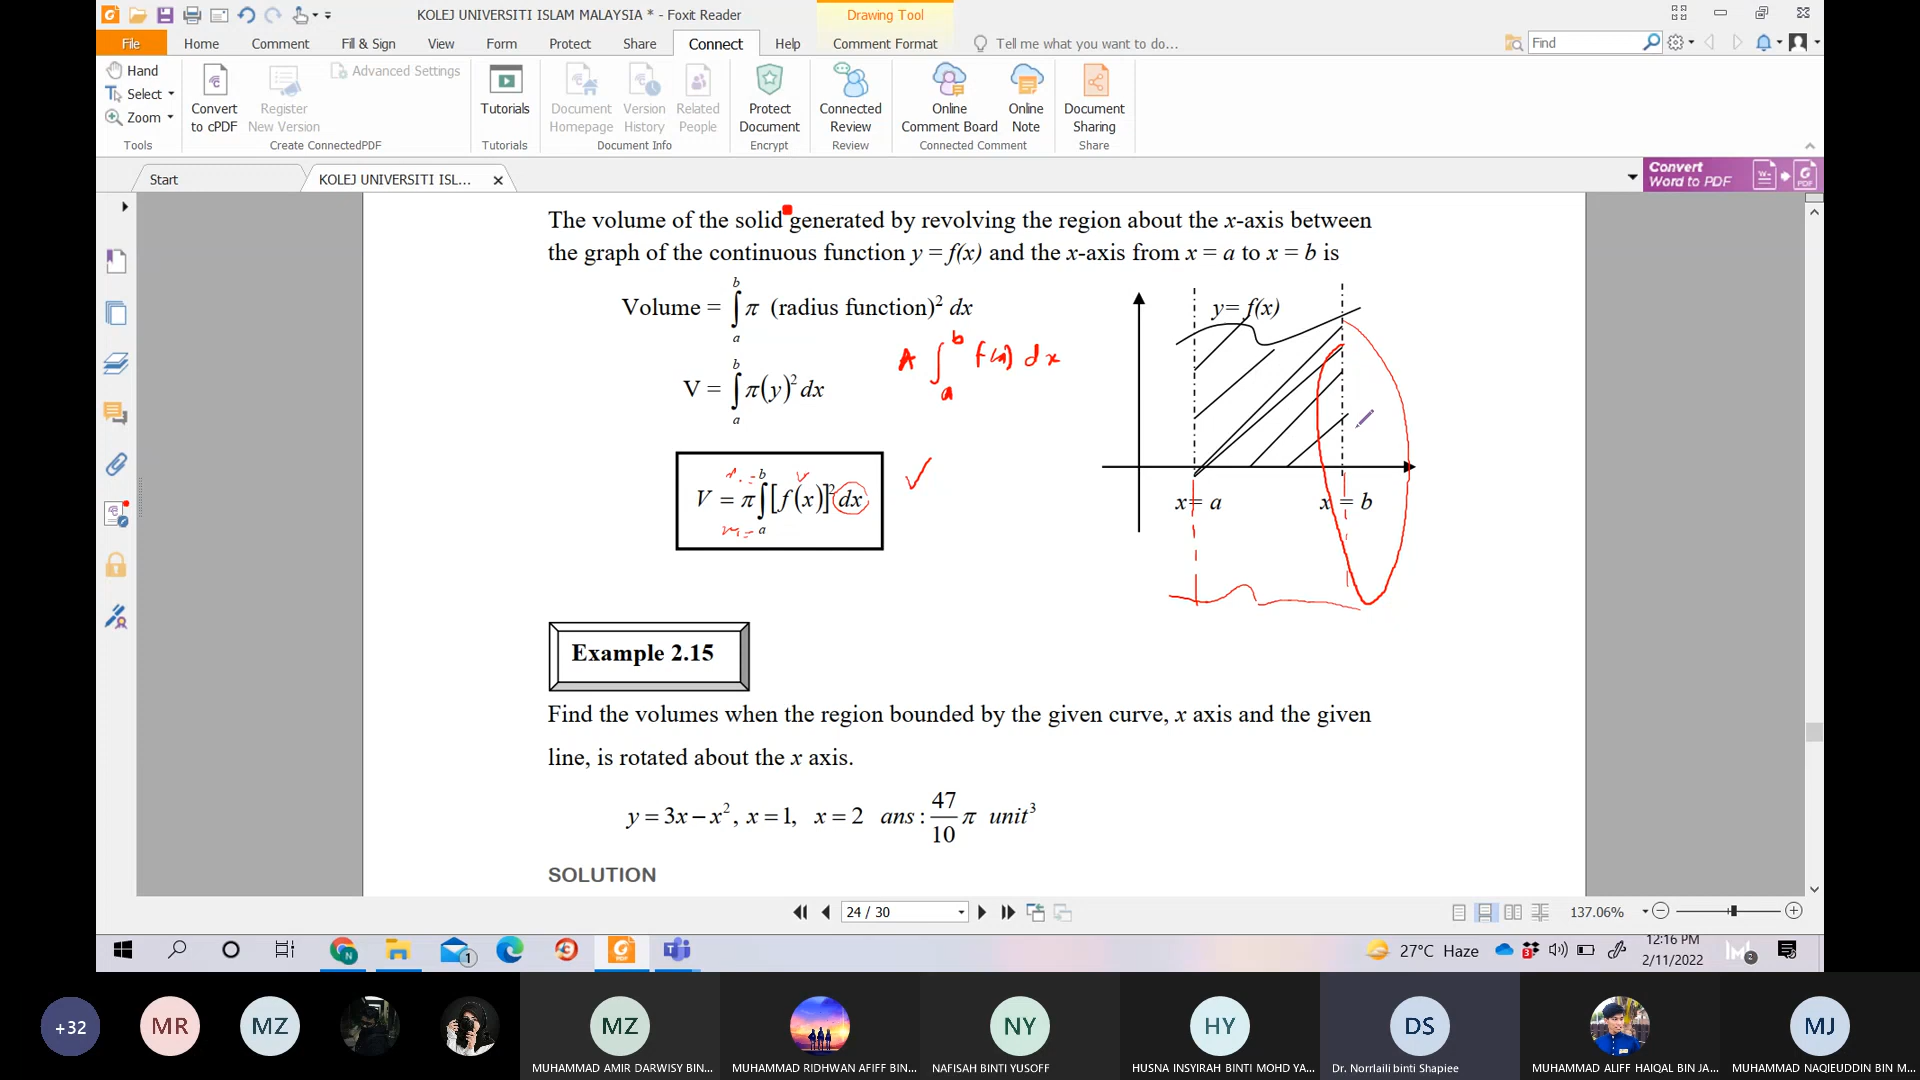 KOLEJ UNIVERSITI ISLAM MALAYSIA * - Foxit Reader
Drawing Tool
File Home Comment Fill & Sign View Form Protect Share Connect Help Comment Format Tell me what you want to do... Find
Hand
Select
Zoom
Tools
Convert to cPDF
Register New Version
Advanced Settings
Create ConnectedPDF
Tutorials
Tutorials
Document Homepage
Version History
Related People
Document Info
Protect Document
Encrypt
Connected Review
Review
Online Comment Board
Online Note
Connected Comment
Document Sharing
Share
Start
KOLEJ UNIVERSITI ISL...
Convert
Word to PDF
The volume of the solid generated by revolving the region about the x-axis between
the graph of the continuous function y = f(x) and the x-axis from x = a to x = b is
Volume = ∫_a^b π (radius function)² dx
A ∫_a^b f(x) dx
V = ∫_a^b π(y)² dx
V = π∫_a^b [f(x)]² dx
y= f(x)
x= a
x = b
Example 2.15
Find the volumes when the region bounded by the given curve, x axis and the given
line, is rotated about the x axis.
y = 3x – x², x = 1, x = 2 ans : 47/10 π unit³
SOLUTION
24 / 30
137.06%
1
27°C Haze
3
12:16 PM
2/11/2022
2
+32
MR
MZ
MZ
NY
HY
DS
MJ
MUHAMMAD AMIR DARWISY BIN...
MUHAMMAD RIDHWAN AFIFF BIN...
NAFISAH BINTI YUSOFF
HUSNA INSYIRAH BINTI MOHD YA...
Dr. Norrlaili binti Shapiee
MUHAMMAD ALIFF HAIQAL BIN JA...
MUHAMMAD NAQIEUDDIN BIN M...